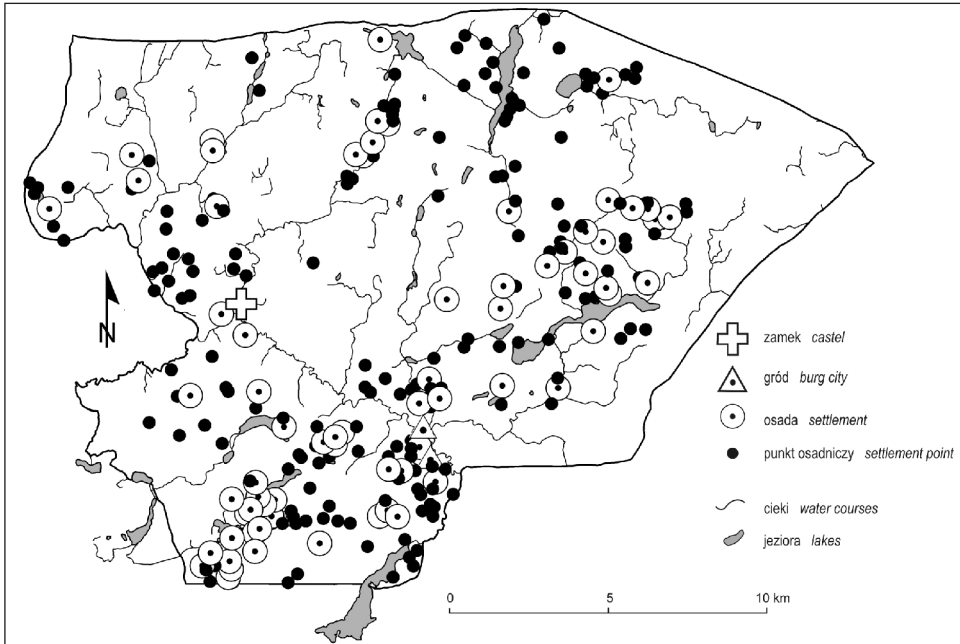 N
zamek castel
gród burg city
osada settlement
punkt osadniczy settlement point
cieki water courses
jeziora lakes
0 5 10 km